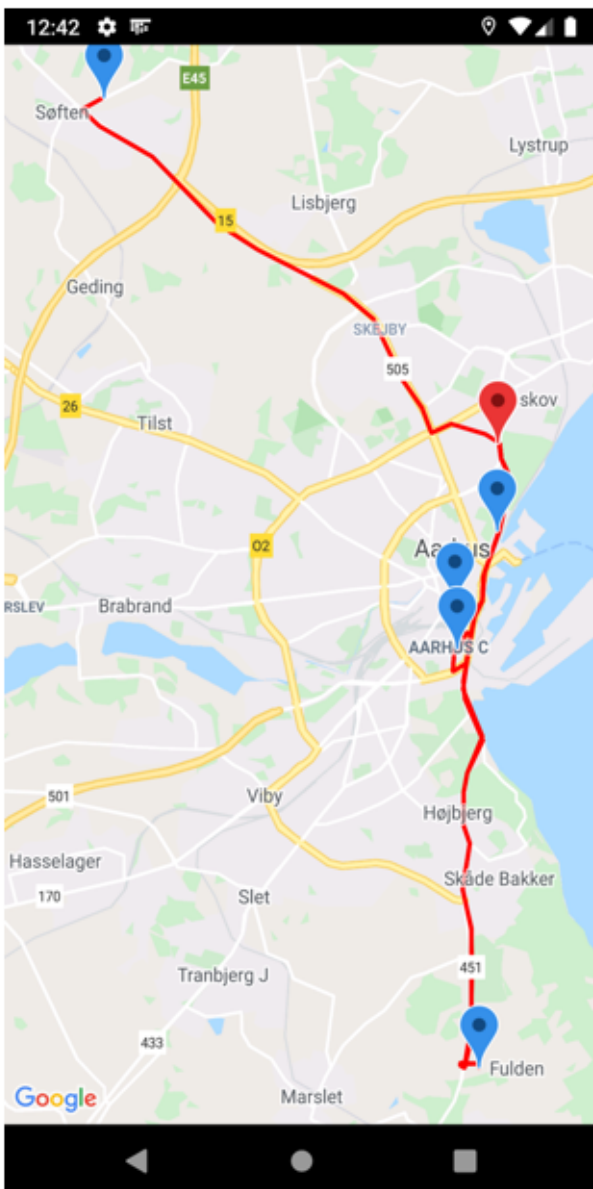 12:42
E45
Søften
Lystrup
Lisbjerg
15
Geding
SKEJBY
505
26
skov
Tilst
O2
Aarhus
RSLEV
Brabrand
AARHUS C
501
Viby
Højbjerg
Hasselager
Skåde Bakker
170
Slet
451
Tranbjerg J
433
Fulden
Google
Marslet